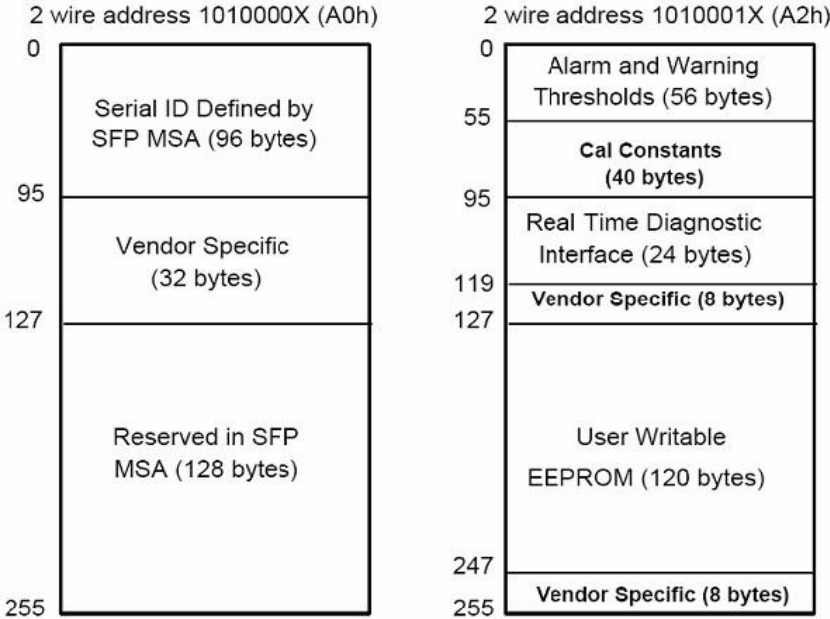 2 wire address 1010000X (A0h)
0
Serial ID Defined by
SFP MSA (96 bytes)
95
Vendor Specific
(32 bytes)
127
Reserved in SFP
MSA (128 bytes)
255
2 wire address 1010001X (A2h)
0
Alarm and Warning
Thresholds (56 bytes)
55
Cal Constants
(40 bytes)
95
Real Time Diagnostic
Interface (24 bytes)
119
Vendor Specific (8 bytes)
127
User Writable
EEPROM (120 bytes)
247
Vendor Specific (8 bytes)
255